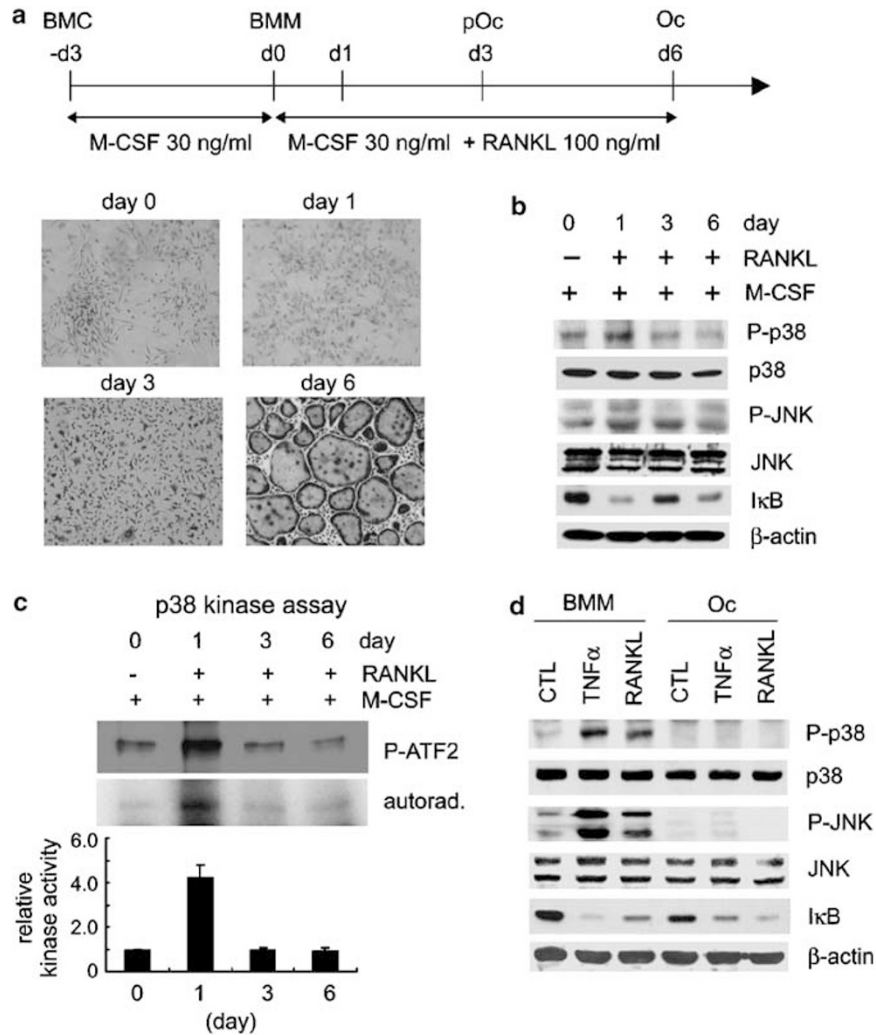 a
BMC BMM pOc Oc
-d3 d0 d1 d3 d6
M-CSF 30 ng/ml M-CSF 30 ng/ml + RANKL 100 ng/ml
day 0 day 1
day 3 day 6
b
0 1 3 6 day
− + + + RANKL
+ + + + M-CSF
P-p38
p38
P-JNK
JNK
IκB
β-actin
c
p38 kinase assay
0 1 3 6 day
- + + + RANKL
+ + + + M-CSF
P-ATF2
autorad.
relative
kinase activity
6.0
4.0
2.0
0
0 1 3 6
(day)
d
BMM Oc
CTL TNFα RANKL CTL TNFα RANKL
P-p38
p38
P-JNK
JNK
IκB
β-actin